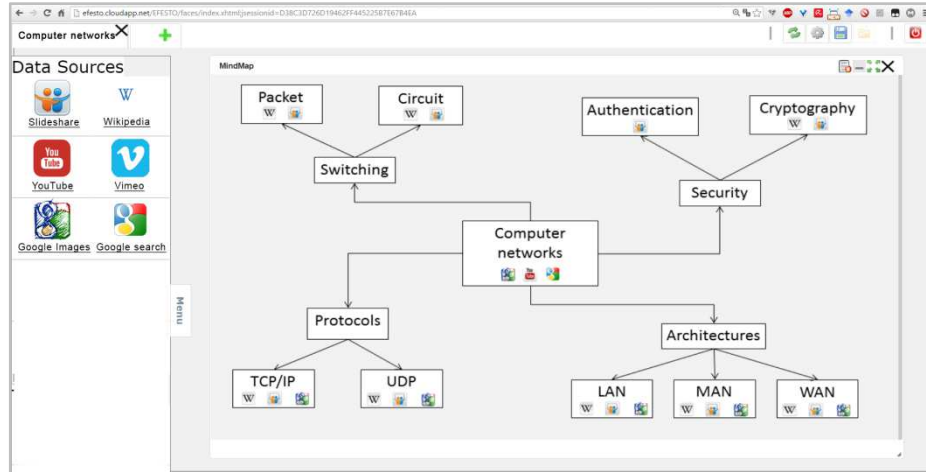 efesto.cloudapp.net/EFESTO/faces/index.xhtml;jsessionid=D38C3D726D19462FF445225B7E67B4EA
Computer networks
Data Sources
Slideshare Wikipedia
You
Tube
YouTube Vimeo
Google Images Google search
Menu
MindMap
Packet Circuit
W W
Switching
Authentication Cryptography
W
Security
Computer
networks
Protocols
TCP/IP UDP
W W
Architectures
LAN MAN WAN
W W W